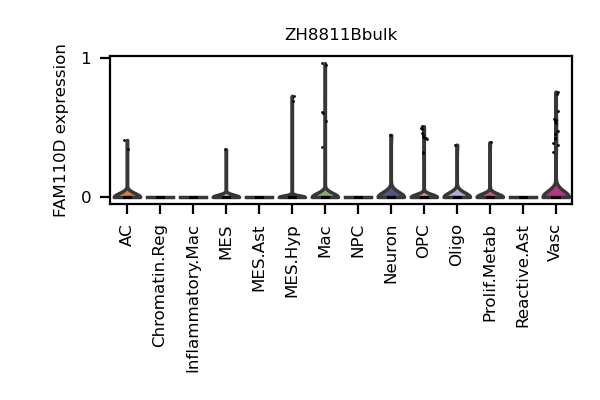 ZH8811Bbulk
FAM110D expression
1
0
AC
Chromatin.Reg
Inflammatory.Mac
MES
MES.Ast
MES.Hyp
Mac
NPC
Neuron
OPC
Oligo
Prolif.Metab
Reactive.Ast
Vasc